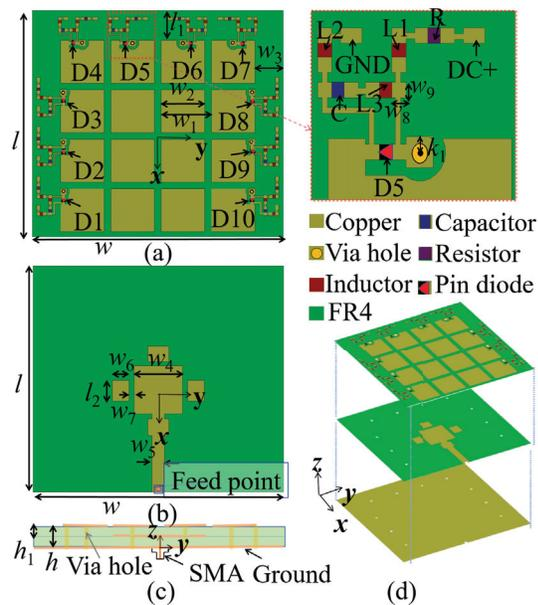 l₁
D4 D5 D6 D7
w₃
w₂
D3 w₁ D8
l
y
D2 x D9
D1 D10
w
(a)
L2 L1 R
GND DC+
C L3 w₉
w₈
k₁
D5
Copper Capacitor
Via hole Resistor
Inductor Pin diode
FR4
l
w₆ w₄
l₂ y
w₇ x
w₅
Feed point
w
(b)
z
h₁ h y
Via hole SMA Ground
(c)
z
y
x
(d)